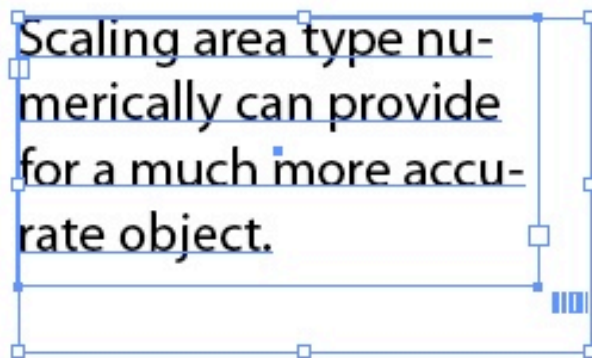 Scaling area type nu-
merically can provide
for a much more accu-
rate object.